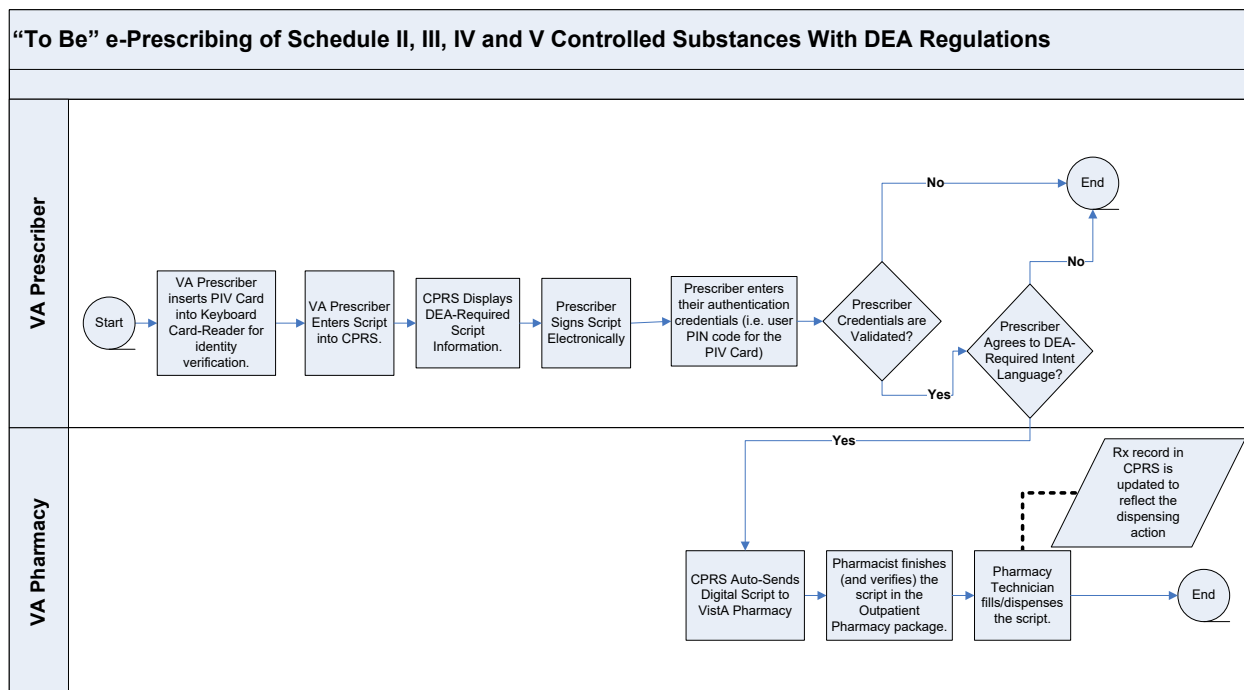 “To Be” e-Prescribing of Schedule II, III, IV and V Controlled Substances With DEA Regulations
VA Prescriber
Start
VA Prescriber
inserts PIV Card
into Keyboard
Card-Reader for
identity
verification.
VA Prescriber
Enters Script
into CPRS.
CPRS Displays
DEA-Required
Script
Information.
Prescriber
Signs Script
Electronically
Prescriber enters
their authentication
credentials (i.e. user
PIN code for the
PIV Card)
Prescriber
Credentials are
Validated?
No
Yes
Prescriber
Agrees to DEA-
Required Intent
Language?
No
End
Yes
VA Pharmacy
CPRS Auto-Sends
Digital Script to
VistA Pharmacy
Pharmacist finishes
(and verifies) the
script in the
Outpatient
Pharmacy package.
Pharmacy
Technician
fills/dispenses
the script.
Rx record in
CPRS is
updated to
reflect the
dispensing
action
End